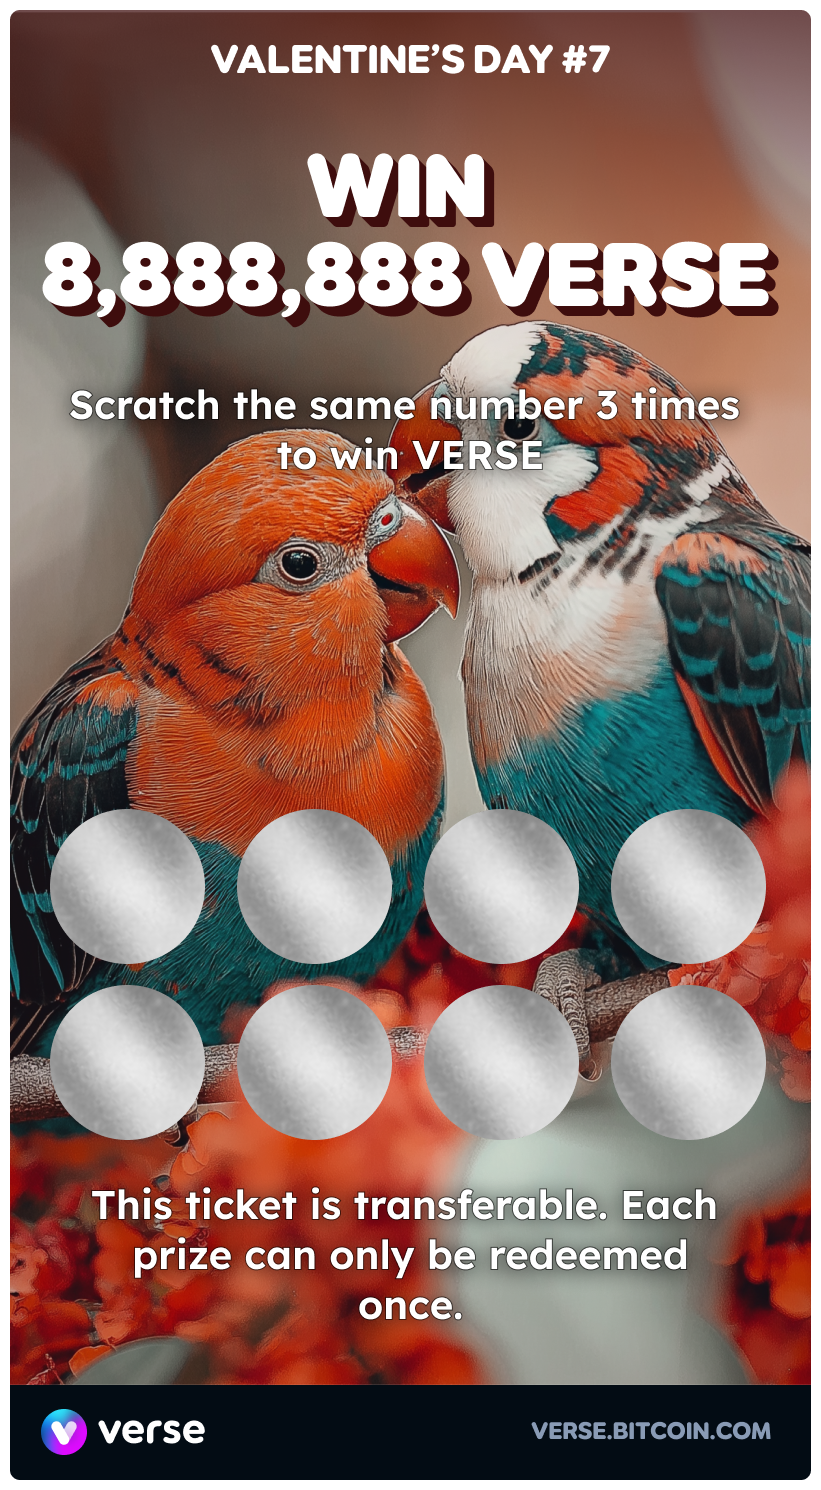 VALENTINE’S DAY #7
WIN
8,888,888 VERSE
Scratch the same number 3 times
to win VERSE
This ticket is transferable. Each
prize can only be redeemed
once.
verse
VERSE.BITCOIN.COM